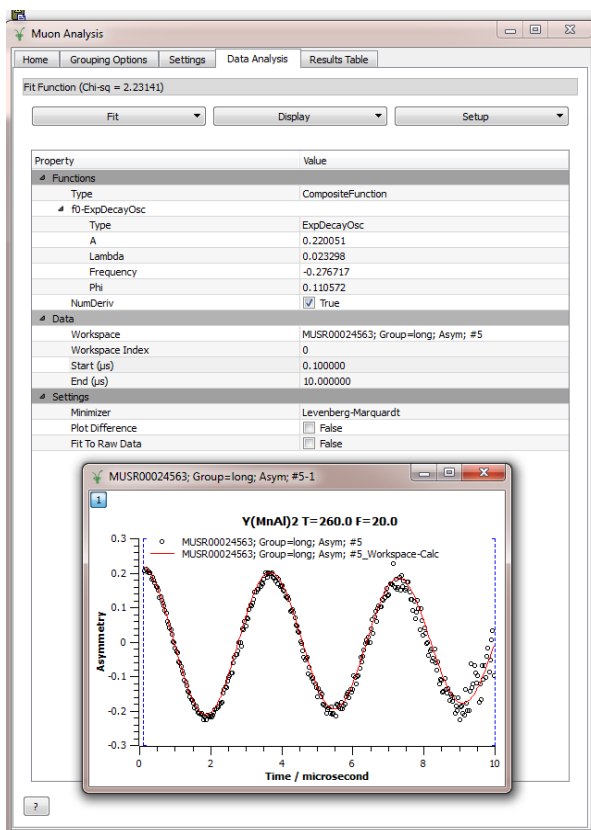 Muon Analysis
Home Grouping Options Settings Data Analysis Results Table
Fit Function (Chi-sq = 2.23141)
Fit Display Setup
Property Value
Functions
Type CompositeFunction
f0-ExpDecayOsc
Type ExpDecayOsc
A 0.220051
Lambda 0.023298
Frequency -0.276717
Phi 0.110572
NumDeriv True
Data
Workspace MUSR00024563; Group=long; Asym; #5
Workspace Index 0
Start (µs) 0.100000
End (µs) 10.000000
Settings
Minimizer Levenberg-Marquardt
Plot Difference False
Fit To Raw Data False
MUSR00024563; Group=long; Asym; #5-1
1
Y(MnAl)2 T=260.0 F=20.0
MUSR00024563; Group=long; Asym; #5
MUSR00024563; Group=long; Asym; #5_Workspace-Calc
0.3
0.2
0.1
0
-0.1
-0.2
-0.3
Asymmetry
0 2 4 6 8 10
Time / microsecond
?